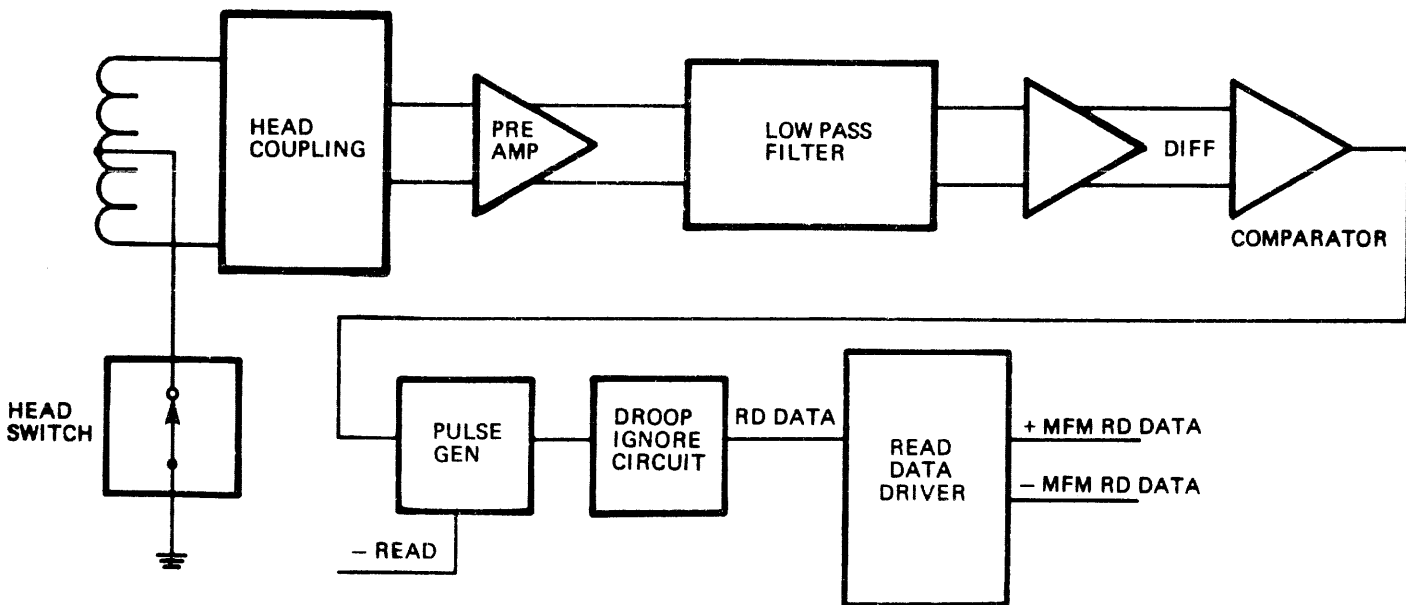 HEAD
COUPLING
PRE
AMP
LOW PASS
FILTER
DIFF
COMPARATOR
HEAD
SWITCH
PULSE
GEN
– READ
DROOP
IGNORE
CIRCUIT
RD DATA
READ
DATA
DRIVER
+ MFM RD DATA
– MFM RD DATA